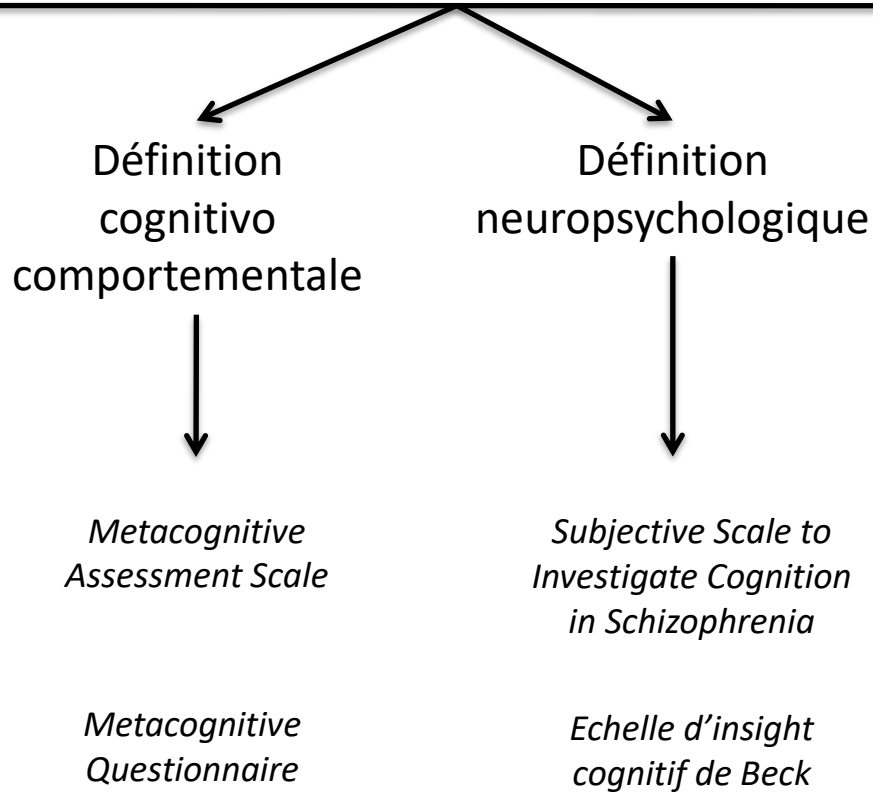 Définition
cognitivo
comportementale
Définition
neuropsychologique
Metacognitive
Assessment Scale
Subjective Scale to
Investigate Cognition
in Schizophrenia
Metacognitive
Questionnaire
Echelle d’insight
cognitif de Beck